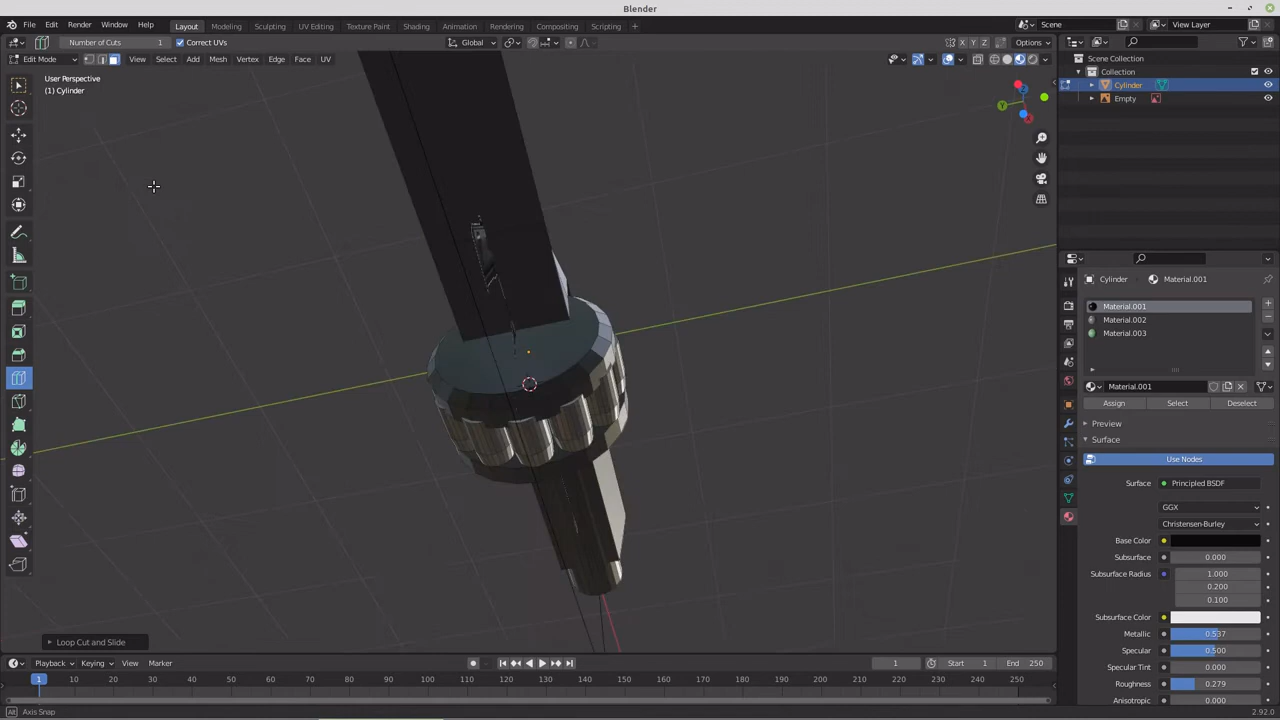 Blender
File Edit Render Window Help Layout Modeling Sculpting UV Editing Texture Paint Shading Animation Rendering Compositing Scripting + Scene View Layer
Number of Cuts 1 Correct UVs Global X Y Z Options
Edit Mode View Select Add Mesh Vertex Edge Face UV
User Perspective
(1) Cylinder
Scene Collection
Collection
Cylinder
Empty
Y
Z
X
Cylinder Material.001
Material.001
Material.002
Material.003
Material.001
Assign Select Deselect
Preview
Surface
Use Nodes
Surface Principled BSDF
GGX
Christensen-Burley
Base Color
Subsurface 0.000
Subsurface Radius 1.000
0.200
0.100
Subsurface Color
Metallic 0.537
Specular 0.500
Specular Tint 0.000
Roughness 0.279
Anisotropic 0.000
Loop Cut and Slide
Playback Keying View Marker 1 Start 1 End 250
1 10 20 30 40 50 60 70 80 90 100 110 120 130 140 150 160 170 180 190 200 210 220 230 240 250
Alt Axis Snap 2.92.0